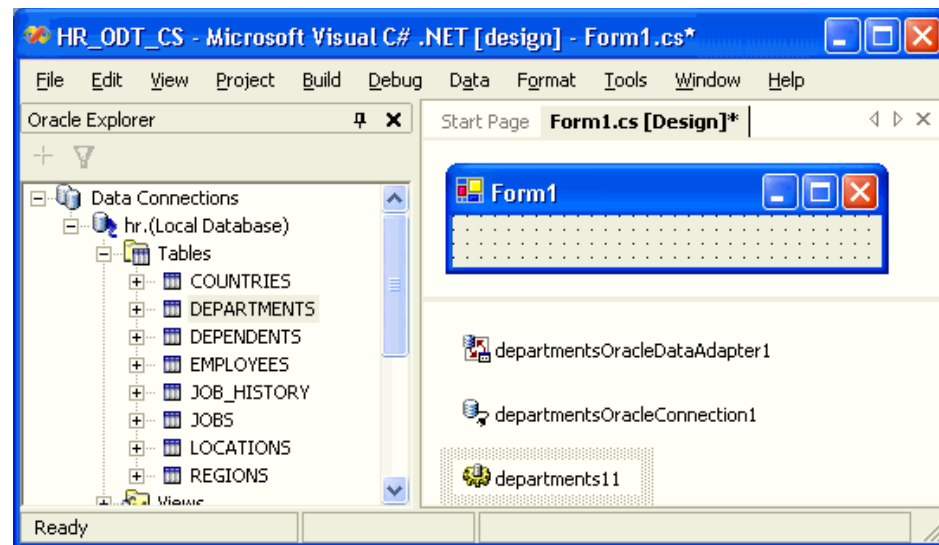 HR_ODT_CS - Microsoft Visual C# .NET [design] - Form1.cs*
File Edit View Project Build Debug Data Format Tools Window Help
Oracle Explorer
Start Page Form1.cs [Design]*
Data Connections
hr.(Local Database)
Tables
COUNTRIES
DEPARTMENTS
DEPENDENTS
EMPLOYEES
JOB_HISTORY
JOBS
LOCATIONS
REGIONS
Views
Form1
departmentsOracleDataAdapter1
departmentsOracleConnection1
departments11
Ready